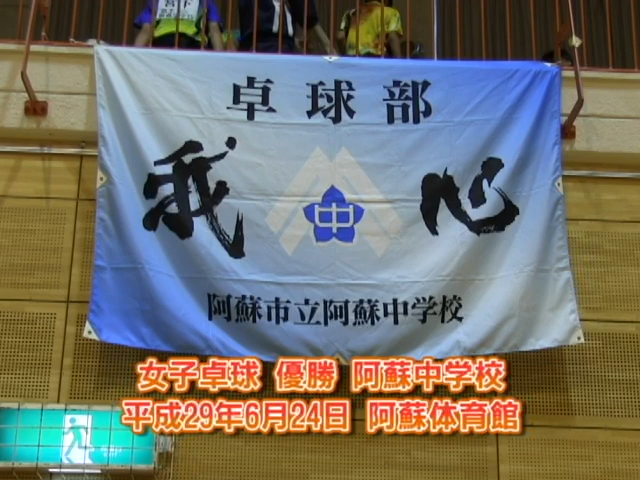 宮下
卓球部
我 中 心
阿蘇市立阿蘇中学校
女子卓球 優勝 阿蘇中学校
平成29年6月24日 阿蘇体育館